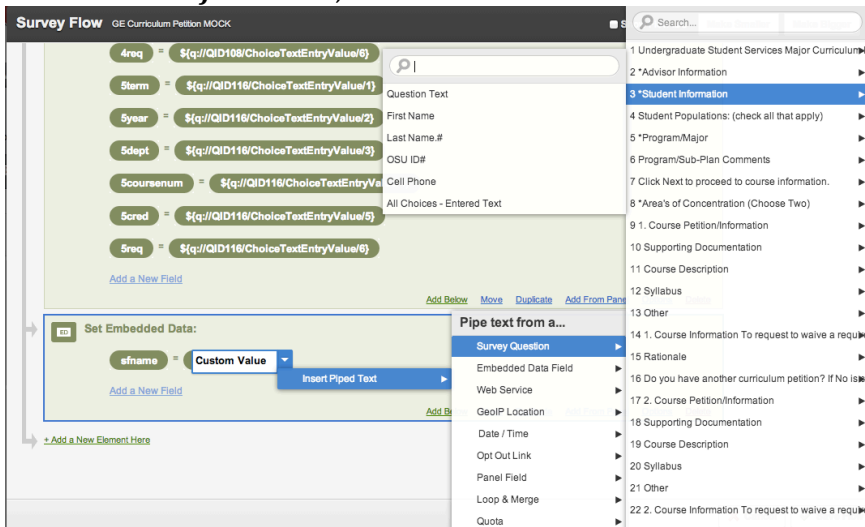 Survey Flow GE Curriculum Petition MOCK
S
Search...
4req = ${q://QID108/ChoiceTextEntryValue/6}
5term = ${q://QID116/ChoiceTextEntryValue/1}
5year = ${q://QID116/ChoiceTextEntryValue/2}
5dept = ${q://QID116/ChoiceTextEntryValue/3}
5coursenum = ${q://QID116/ChoiceTextEntryVa
5cred = ${q://QID116/ChoiceTextEntryValue/5}
5req = ${q://QID116/ChoiceTextEntryValue/6}
Add a New Field
Add Below Move Duplicate Add From Pane
Set Embedded Data:
sfname = Custom Value
Insert Piped Text
Add a New Field
Add Be
+ Add a New Element Here
Question Text
First Name
Last Name.#
OSU ID#
Cell Phone
All Choices - Entered Text
Pipe text from a...
Survey Question
Embedded Data Field
Web Service
GeoIP Location
Date / Time
Opt Out Link
Panel Field
Loop & Merge
Quota
1 Undergraduate Student Services Major Curriculum
2 *Advisor Information
3 *Student Information
4 Student Populations: (check all that apply)
5 *Program/Major
6 Program/Sub-Plan Comments
7 Click Next to proceed to course information.
8 *Area's of Concentration (Choose Two)
9 1. Course Petition/Information
10 Supporting Documentation
11 Course Description
12 Syllabus
13 Other
14 1. Course Information To request to waive a requi
15 Rationale
16 Do you have another curriculum petition? If No is
17 2. Course Petition/Information
18 Supporting Documentation
19 Course Description
20 Syllabus
21 Other
22 2. Course Information To request to waive a requi